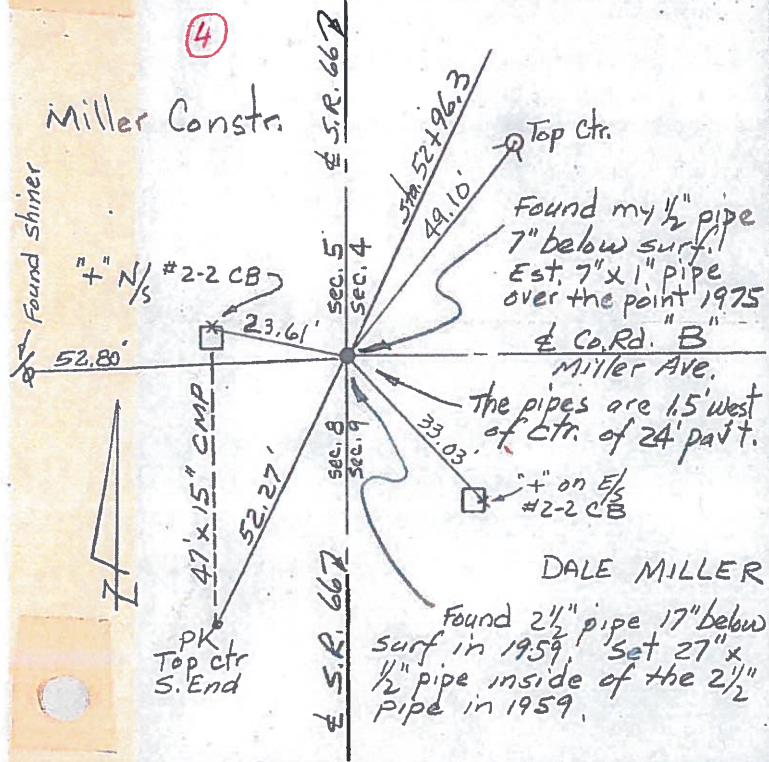 4
Miller Constr.
℄ S.R. 66
Sta. 52+96.3
Top Ctr.
49.10'
Found shiner
"+" N/s #2-2 CB
23.61'
52.80'
Sec. 5
Sec. 4
Found my 1/2" pipe
7" below surf.
Est. 7" x 1" pipe
over the point 1975
℄ Co. Rd. "B"
Miller Ave.
The pipes are 1.5' west
of ctr. of 24' pav't.
47' x 15" CMP
52.27'
Sec. 8
Sec. 9
33.03'
"+" on E/s
#2-2 CB
N
DALE MILLER
℄ S.R. 66
PK
Top ctr
S. End
Found 2 1/2" pipe 17" below
surf in 1959. Set 27" x
1/2" pipe inside of the 2 1/2"
pipe in 1959.